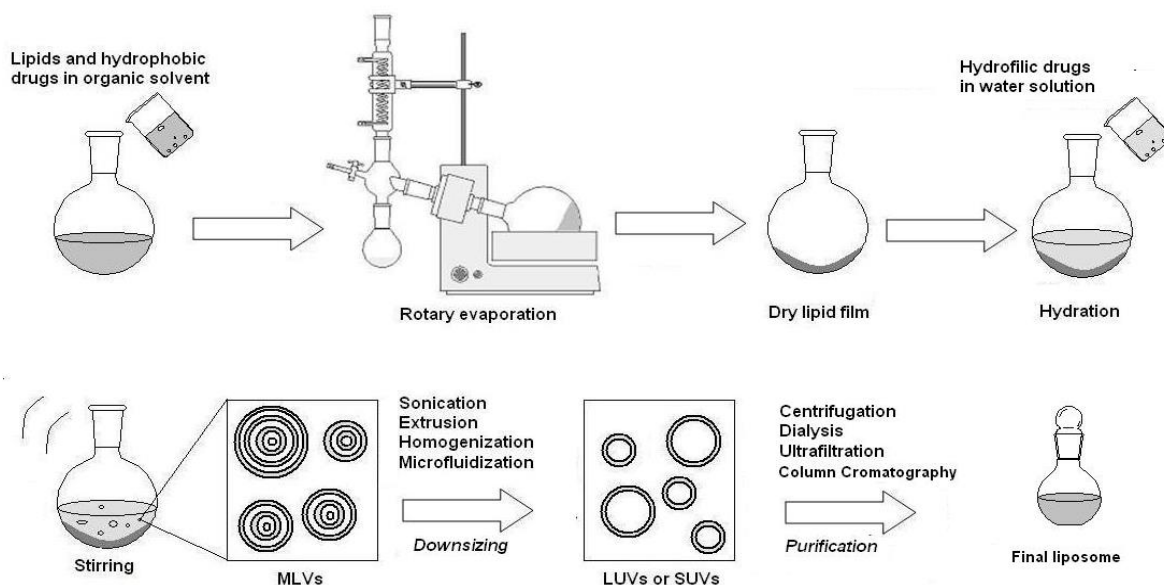 Lipids and hydrophobic
drugs in organic solvent
Hydrofilic drugs
in water solution
Rotary evaporation
Dry lipid film
Hydration
Sonication
Extrusion
Homogenization
Microfluidization
Downsizing
Centrifugation
Dialysis
Ultrafiltration
Column Cromatography
Purification
Stirring
MLVs
LUVs or SUVs
Final liposome